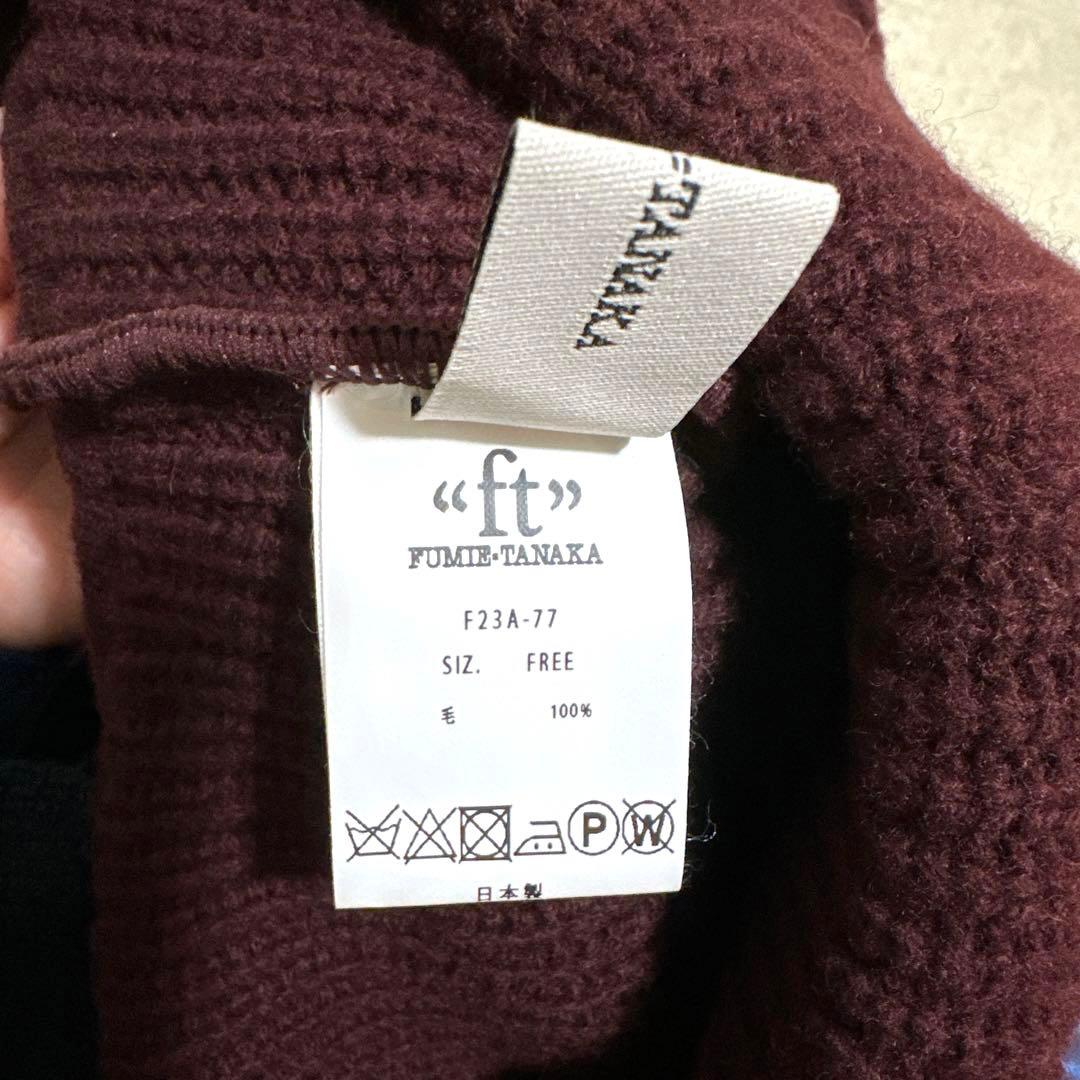 TANAKA
“ft”
FUMIE·TANAKA
F23A-77
SIZ. FREE
毛 100%
P W
日本製